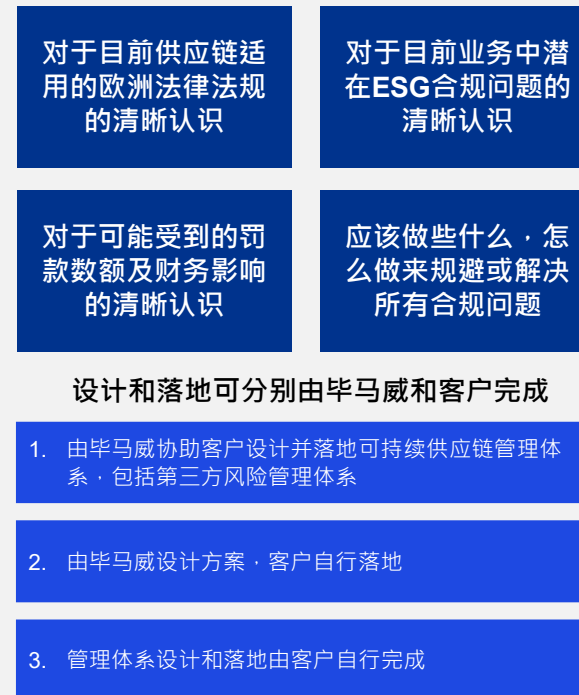 对于目前供应链适
用的欧洲法律法规
的清晰认识
对于目前业务中潜
在ESG合规问题的
清晰认识
对于可能受到的罚
款数额及财务影响
的清晰认识
应该做些什么，怎
么做来规避或解决
所有合规问题
设计和落地可分别由毕马威和客户完成
1. 由毕马威协助客户设计并落地可持续供应链管理体
系，包括第三方风险管理体系
2. 由毕马威设计方案，客户自行落地
3. 管理体系设计和落地由客户自行完成